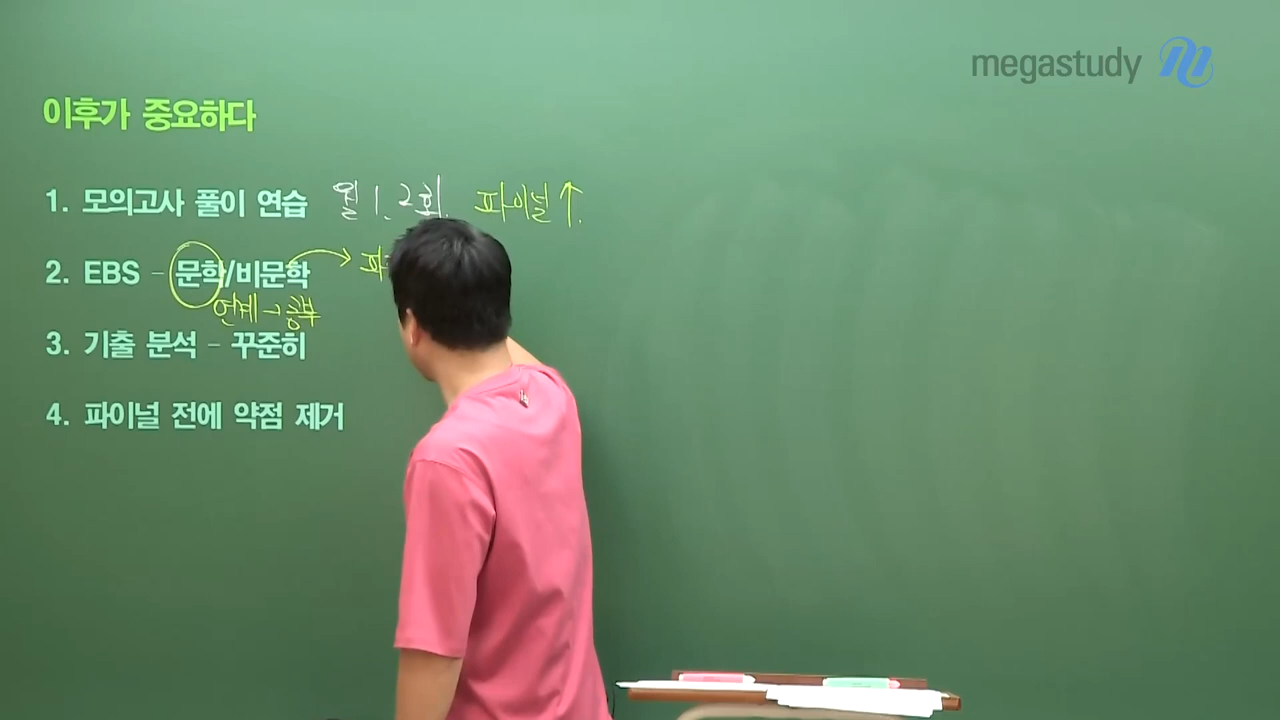 megastudy
이후가 중요하다
1. 모의고사 풀이 연습 월 1, 2회. 파이널↑.
2. EBS - 문학/비문학 → 파
연계→공부
3. 기출 분석 - 꾸준히
4. 파이널 전에 약점 제거